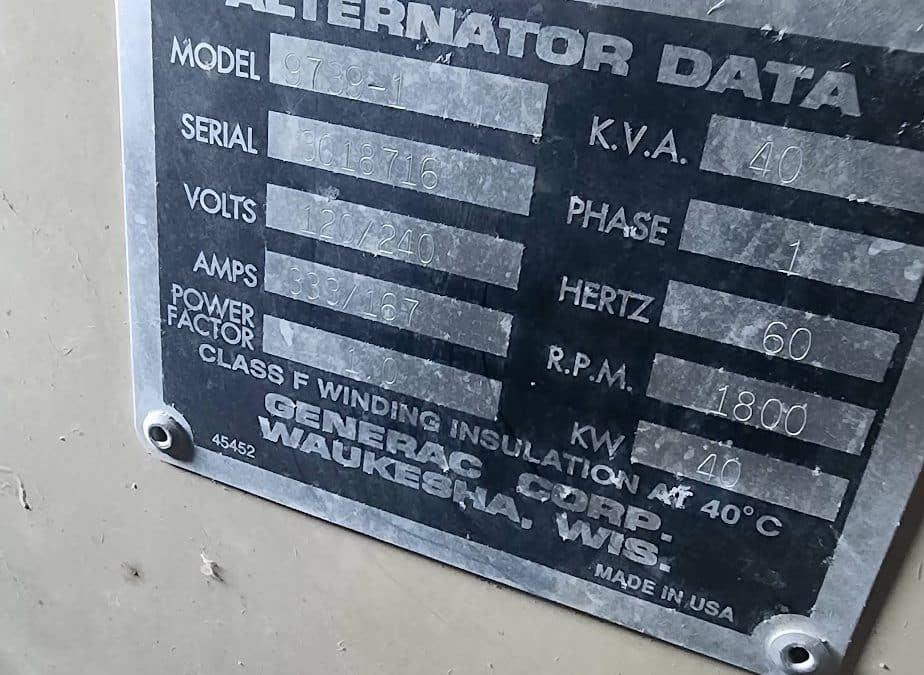 ALTERNATOR DATA
MODEL 9739-1
SERIAL 3618716
VOLTS 120/240
AMPS 333/167
POWER
FACTOR 1.0
K.V.A. 40
PHASE 1
HERTZ 60
R.P.M. 1800
KW 40
CLASS F WINDING INSULATION AT 40°C
GENERAC CORP.
WAUKESHA, WIS.
45452
MADE IN USA